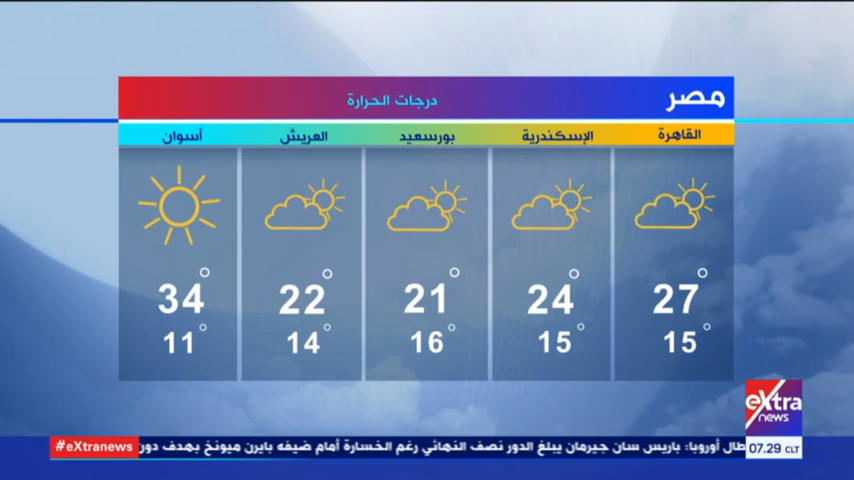 مصر
درجات الحرارة
القاهرة الإسكندرية بورسعيد العريش أسوان
27° 24° 21° 22° 34°
15° 15° 16° 14° 11°
eXtra
news
07.29 CLT
طال أوروبا: باريس سان جيرمان يبلغ الدور نصف النهائي رغم الخسارة أمام ضيفه بايرن ميونخ بهدف دون
#eXtranews